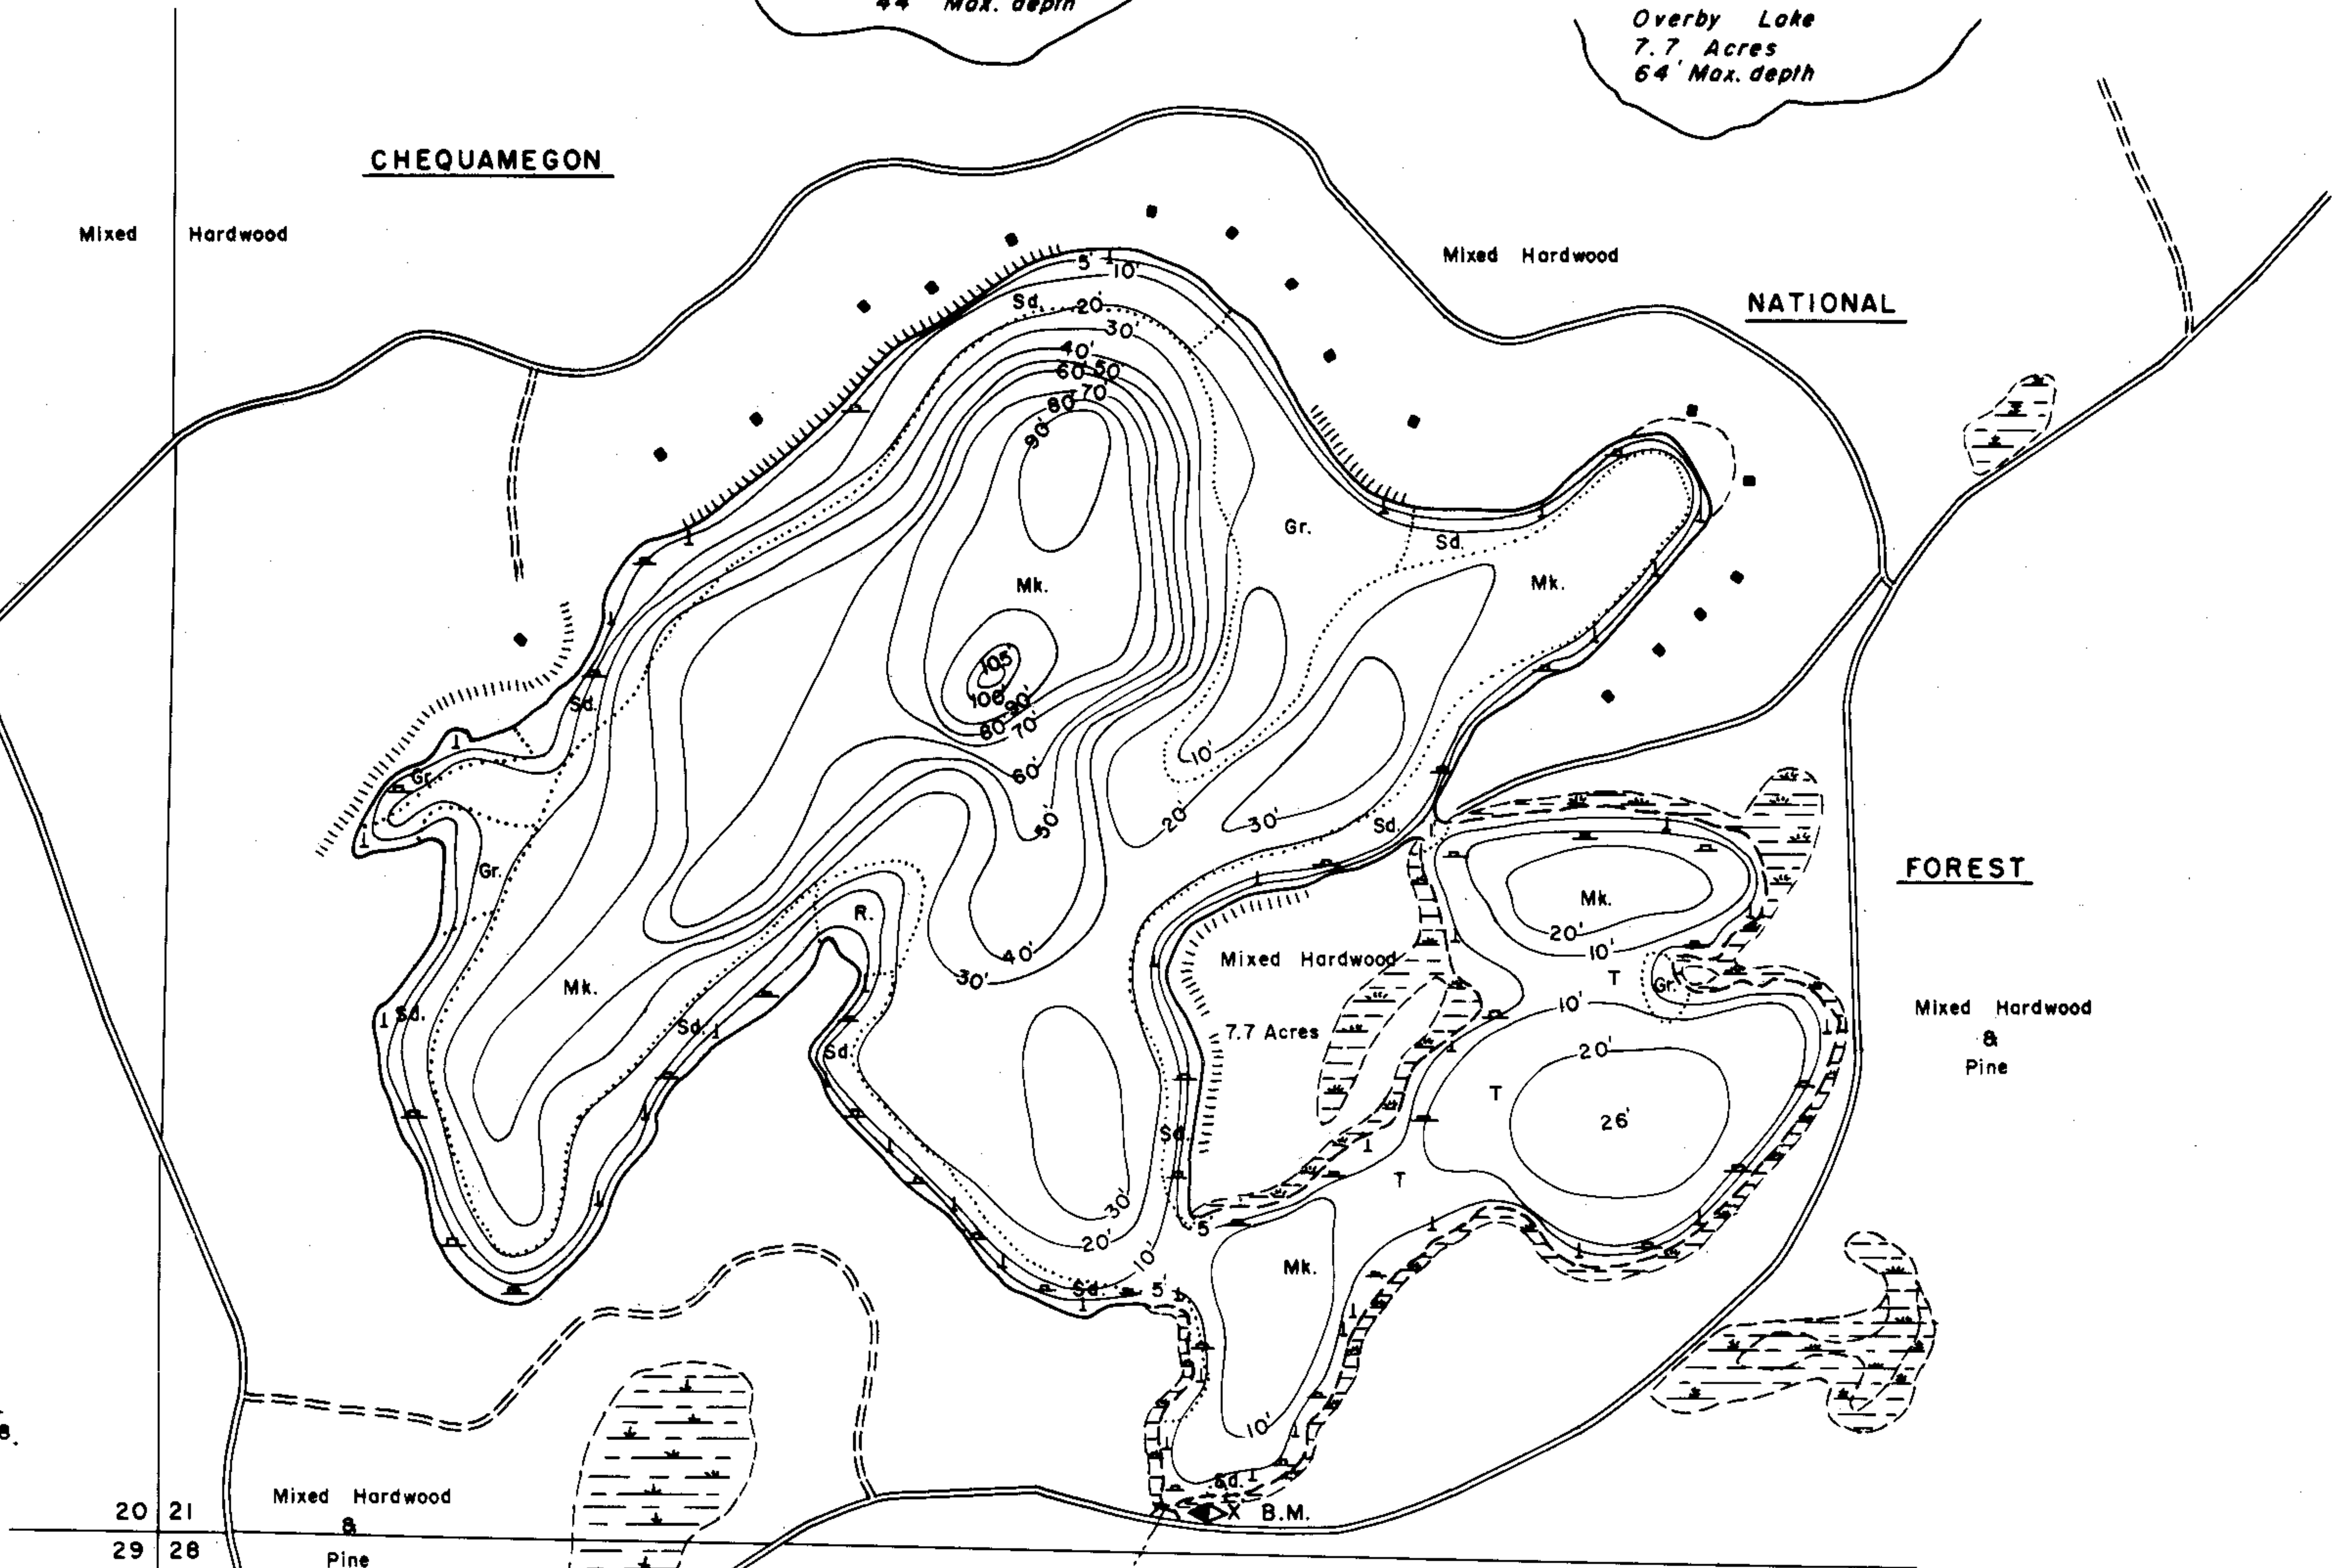 44' Max. depth
Overby Lake
7.7 Acres
64' Max. depth
CHEQUAMEGON
Mixed Hardwood
Mixed Hardwood
NATIONAL
5'
10'
Sd.
20'
30'
40'
60'
50'
70'
80'
90'
Gr.
Sd.
Mk.
Mk.
105'
100'
90'
80'
70'
Sd.
10'
60'
Gr.
50'
20'
30'
Sd.
FOREST
Gr.
R.
Mk.
20'
10'
40'
30'
Mixed Hardwood
T
Gr.
Mk.
10'
Mixed Hardwood
&
Pine
Sd.
Sd.
7.7 Acres
Sd.
20'
T
26'
Sd.
T
30'
5
20'
10'
Mk.
Sd.
5'
10'
8.
Sd.
Mixed Hardwood
&
Pine
20 21
29 28
X B.M.